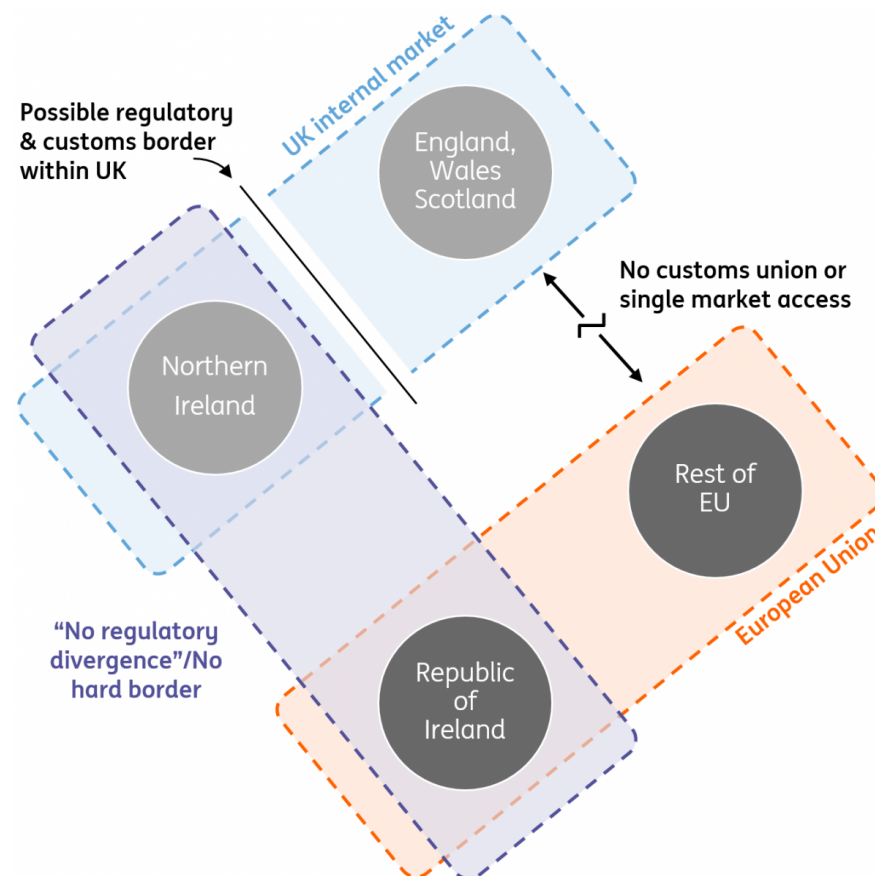 UK internal market
Possible regulatory
& customs border
within UK
England,
Wales
Scotland
No customs union or
single market access
Northern
Ireland
Rest of
EU
European Union
“No regulatory
divergence”/No
hard border
Republic
of
Ireland